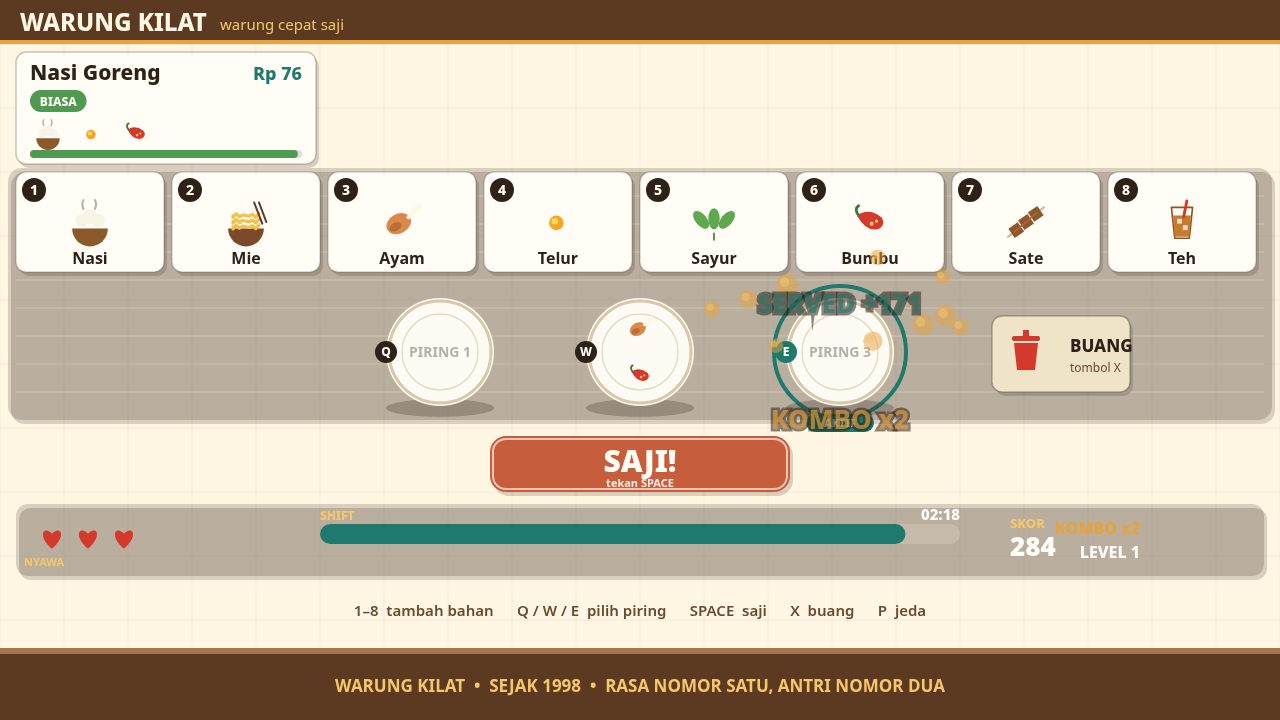 WARUNG KILAT warung cepat saji
Nasi Goreng Rp 76
BIASA
1 2 3 4 5 6 7 8
Nasi Mie Ayam Telur Sayur Bumbu Sate Teh
SERVED +171
Q PIRING 1 W E PIRING 3
BUANG
tombol X
KOMBO x2
SAJI!
tekan SPACE
SHIFT 02:18
NYAWA
SKOR KOMBO x2
284 LEVEL 1
1–8 tambah bahan Q / W / E pilih piring SPACE saji X buang P jeda
WARUNG KILAT • SEJAK 1998 • RASA NOMOR SATU, ANTRI NOMOR DUA